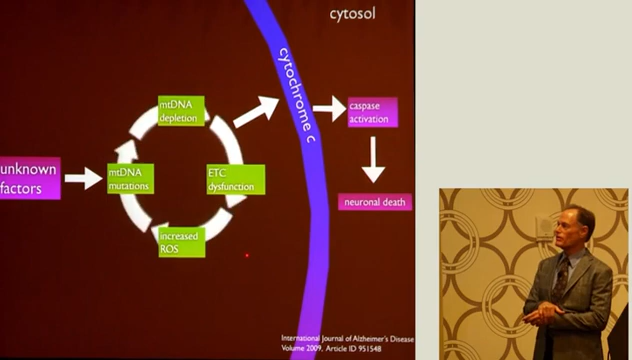 cytosol
cytochrome c
mtDNA
depletion
caspase
activation
unknown
factors
mtDNA
mutations
ETC
dysfunction
neuronal death
increased
ROS
International Journal of Alzheimer's Disease
Volume 2009, Article ID 951548